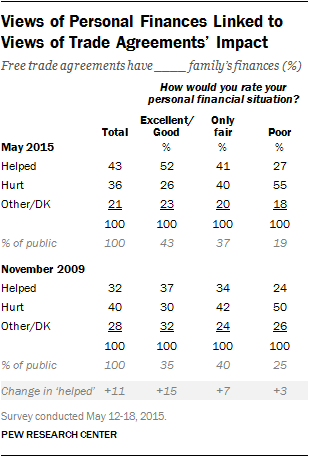 Views of Personal Finances Linked to
Views of Trade Agreements' Impact
Free trade agreements have _____ family's finances (%)
How would you rate your
personal financial situation?
Total Excellent/Good Only fair Poor
May 2015 % % %
Helped 43 52 41 27
Hurt 36 26 40 55
Other/DK 21 23 20 18
100 100 100 100
% of public 100 43 37 19
November 2009
Helped 32 37 34 24
Hurt 40 30 42 50
Other/DK 28 32 24 26
100 100 100 100
% of public 100 35 40 25
Change in 'helped' +11 +15 +7 +3
Survey conducted May 12-18, 2015.
PEW RESEARCH CENTER